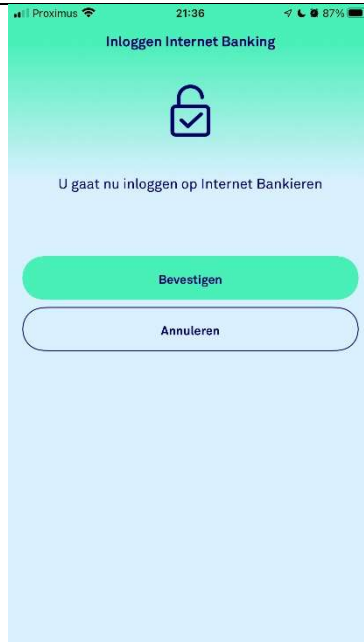 Proximus 21:36 87%
Inloggen Internet Banking
U gaat nu inloggen op Internet Bankieren
Bevestigen
Annuleren